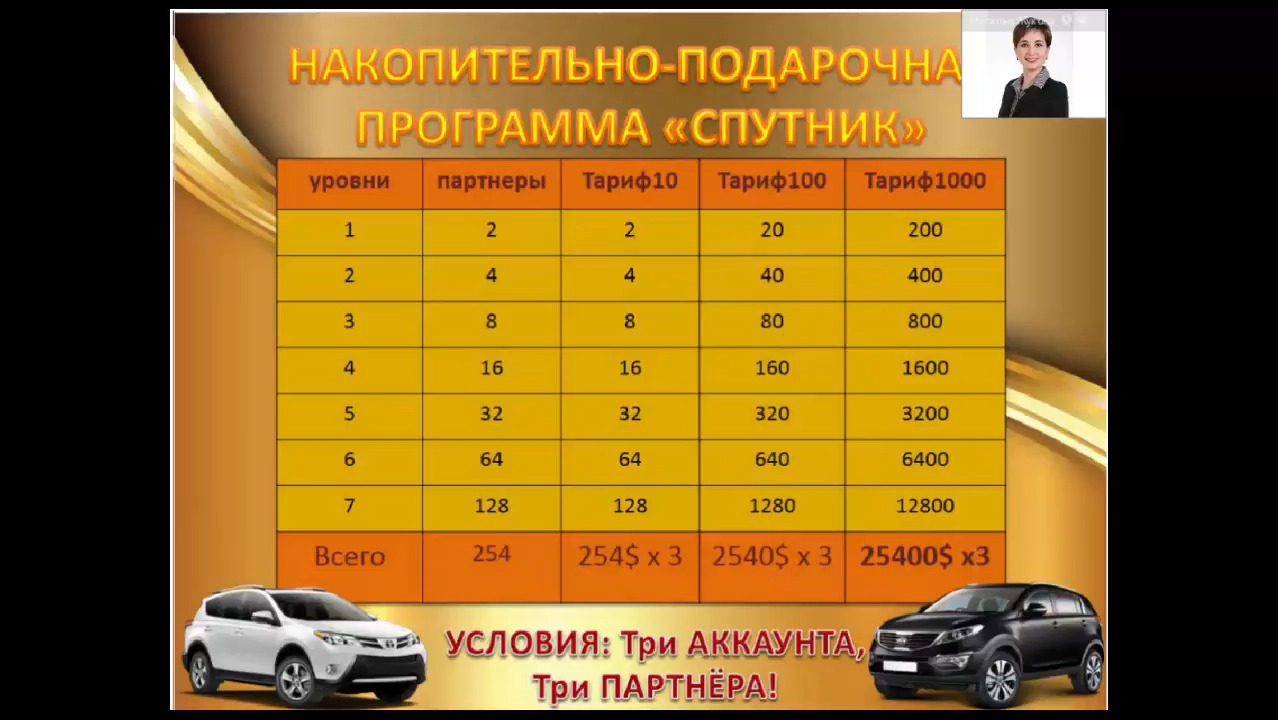 НАКОПИТЕЛЬНО-ПОДАРОЧНА
ПРОГРАММА «СПУТНИК»
уровни партнеры Тариф10 Тариф100 Тариф1000
1 2 2 20 200
2 4 4 40 400
3 8 8 80 800
4 16 16 160 1600
5 32 32 320 3200
6 64 64 640 6400
7 128 128 1280 12800
Всего 254 254$ х 3 2540$ х 3 25400$ х3
УСЛОВИЯ: Три АККАУНТА,
Три ПАРТНЁРА!